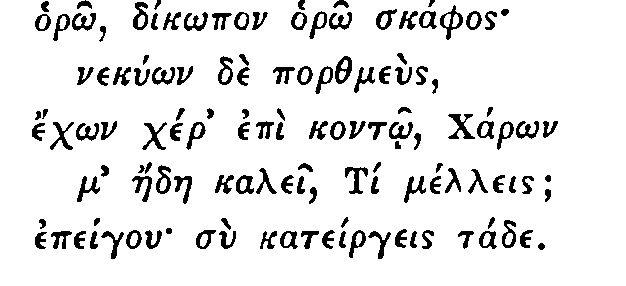 ὁρῶ, δίκωπον ὁρῶ σκάφος·
νεκύων δὲ πορθμεὺς,
ἔχων χέρ’ ἐπὶ κοντῷ, Χάρων
μ’ ἤδη καλεῖ, Τί μέλλεις;
ἐπείγου· σὺ κατείργεις τάδε.